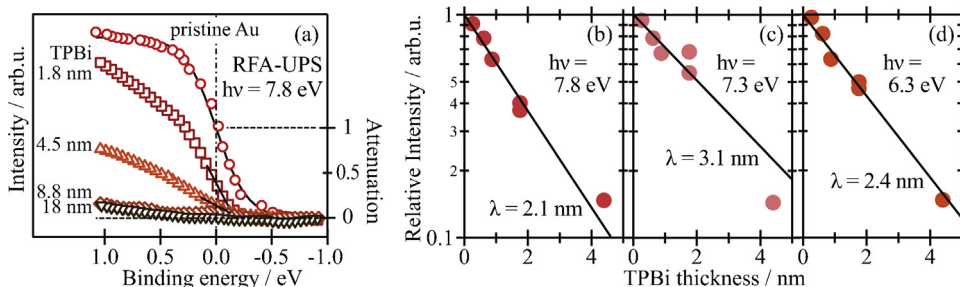 (a)
pristine Au
TPBi
1.8 nm
4.5 nm
8.8 nm
18 nm
RFA-UPS
hν = 7.8 eV
Intensity / arb.u.
1
0.5
0
Attenuation
1.0
0.5
0.0
-0.5
-1.0
Binding energy / eV
Relative Intensity / arb.u.
1
8
6
4
2
0.1
(b)
hν =
7.8 eV
λ = 2.1 nm
0
2
4
(c)
hν =
7.3 eV
λ = 3.1 nm
0
2
4
(d)
hν =
6.3 eV
λ = 2.4 nm
0
2
4
TPBi thickness / nm